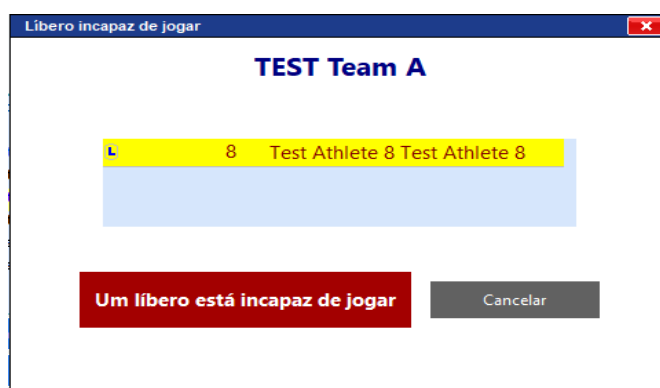 Líbero incapaz de jogar
TEST Team A
L 8 Test Athlete 8 Test Athlete 8
Um líbero está incapaz de jogar
Cancelar